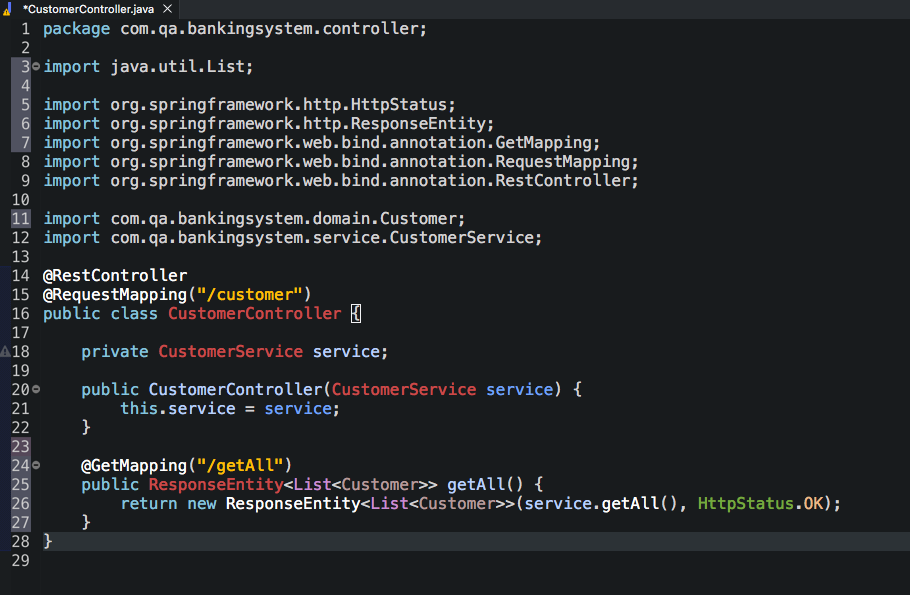 *CustomerController.java
1 package com.qa.bankingsystem.controller;
2
3 import java.util.List;
4
5 import org.springframework.http.HttpStatus;
6 import org.springframework.http.ResponseEntity;
7 import org.springframework.web.bind.annotation.GetMapping;
8 import org.springframework.web.bind.annotation.RequestMapping;
9 import org.springframework.web.bind.annotation.RestController;
10
11 import com.qa.bankingsystem.domain.Customer;
12 import com.qa.bankingsystem.service.CustomerService;
13
14 @RestController
15 @RequestMapping("/customer")
16 public class CustomerController {
17
18     private CustomerService service;
19
20     public CustomerController(CustomerService service) {
21         this.service = service;
22     }
23
24     @GetMapping("/getAll")
25     public ResponseEntity<List<Customer>> getAll() {
26         return new ResponseEntity<List<Customer>>(service.getAll(), HttpStatus.OK);
27     }
28 }
29